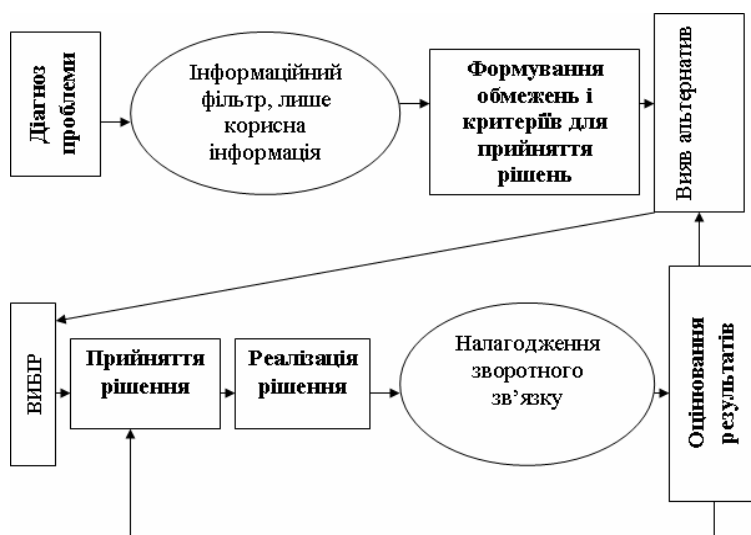 Діагноз
проблеми
Інформаційний
фільтр, лише
корисна
інформація
Формування
обмежень і
критеріїв для
прийняття
рішень
Вияв альтернатив
ВИБІР
Прийняття
рішення
Реалізація
рішення
Налагодження
зворотного
зв’язку
Оцінювання
результатів